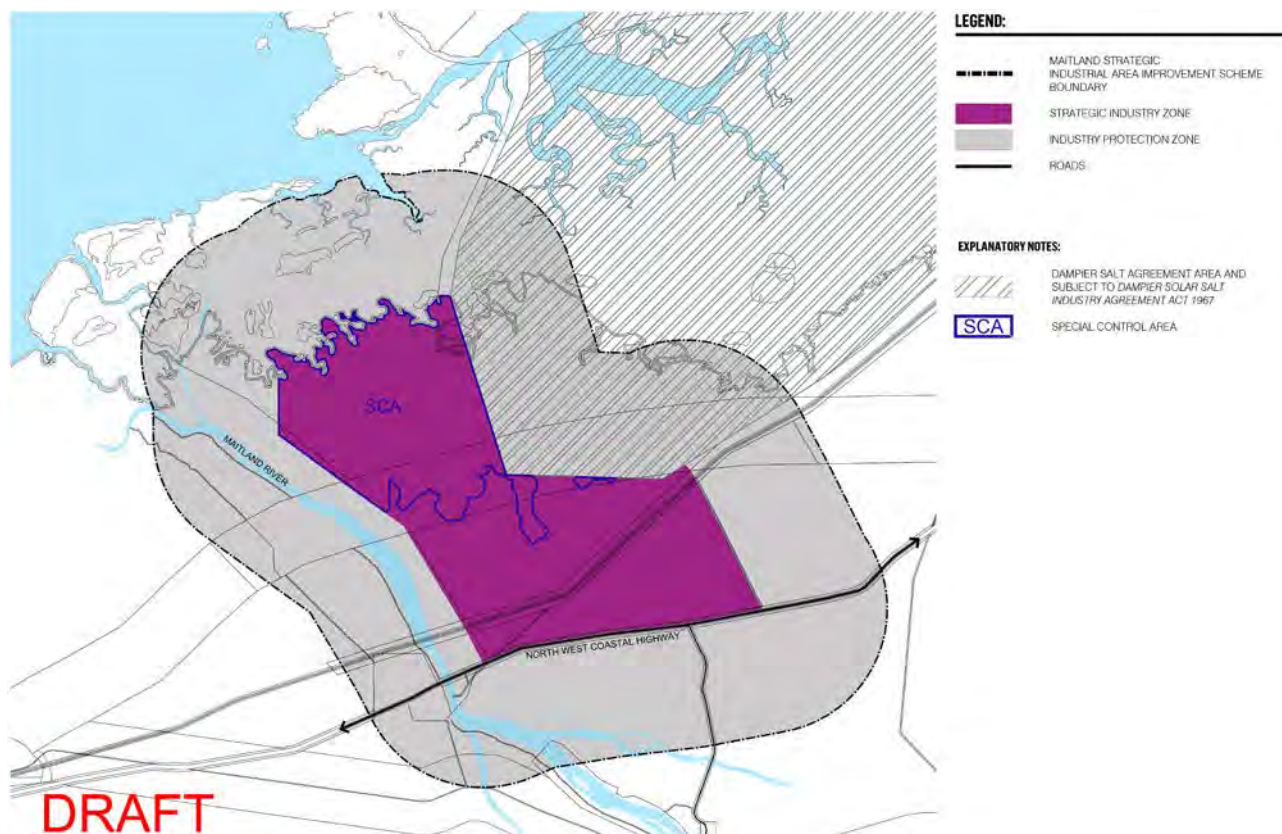 LEGEND:
MAITLAND STRATEGIC
INDUSTRIAL AREA IMPROVEMENT SCHEME
BOUNDARY
STRATEGIC INDUSTRY ZONE
INDUSTRY PROTECTION ZONE
ROADS
EXPLANATORY NOTES:
DAMPIER SALT AGREEMENT AREA AND
SUBJECT TO DAMPIER SOLAR SALT
INDUSTRY AGREEMENT ACT 1967
SCA
SPECIAL CONTROL AREA
SCA
MAITLAND RIVER
NORTH WEST COASTAL HIGHWAY
DRAFT